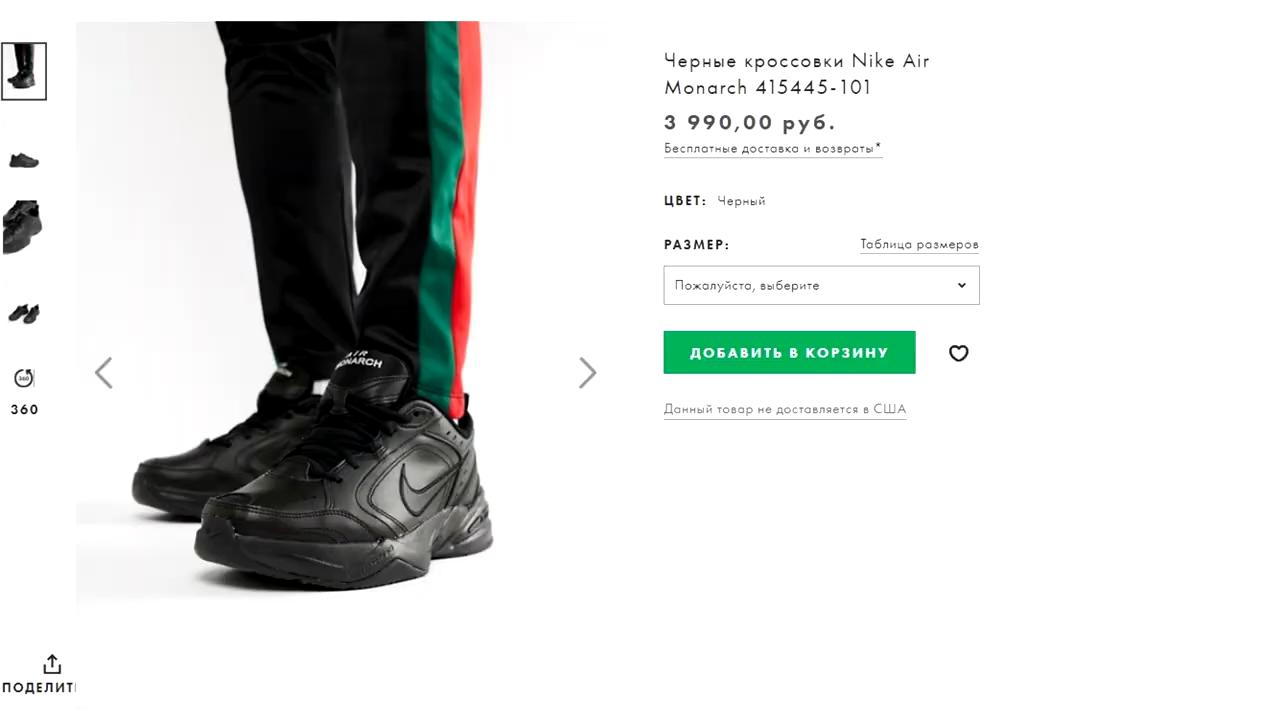 Черные кроссовки Nike Air
Monarch 415445-101
3 990,00 руб.
Бесплатные доставка и возвраты*
ЦВЕТ: Черный
РАЗМЕР: Таблица размеров
Пожалуйста, выберите
ДОБАВИТЬ В КОРЗИНУ
Данный товар не доставляется в США
AIR
MONARCH
360
360